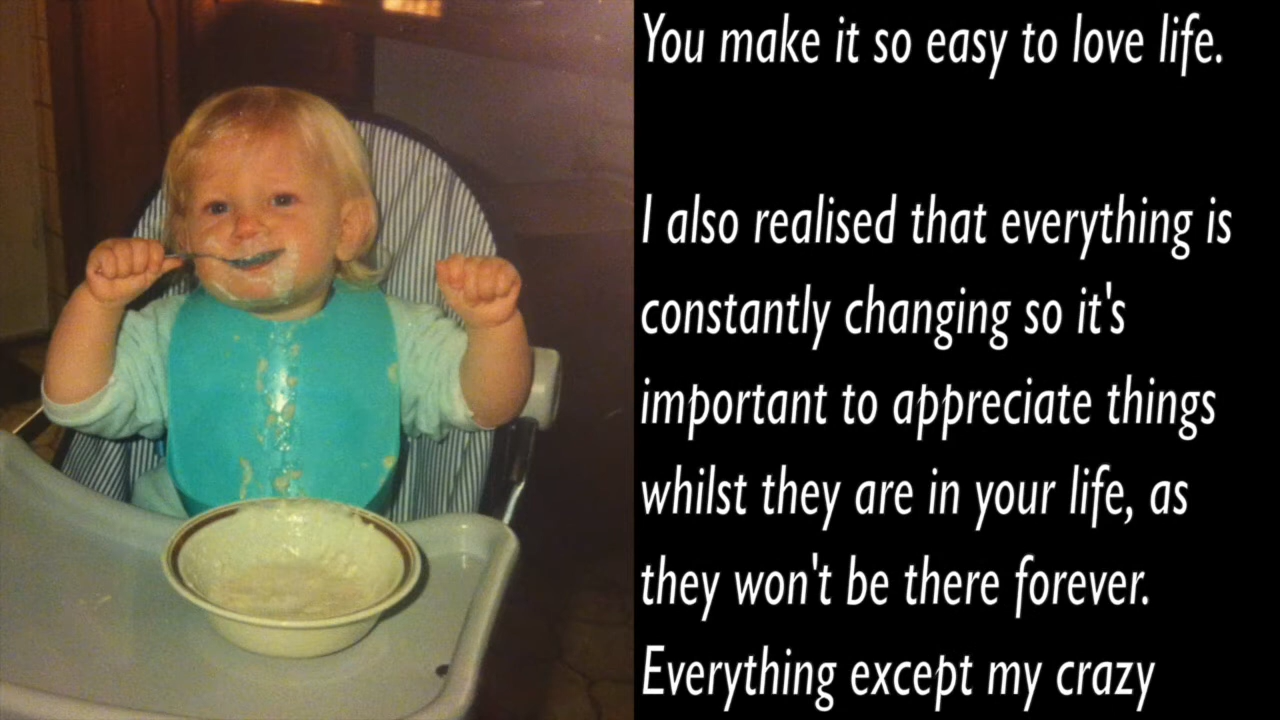 You make it so easy to love life.
I also realised that everything is
constantly changing so it's
important to appreciate things
whilst they are in your life, as
they won't be there forever.
Everything except my crazy